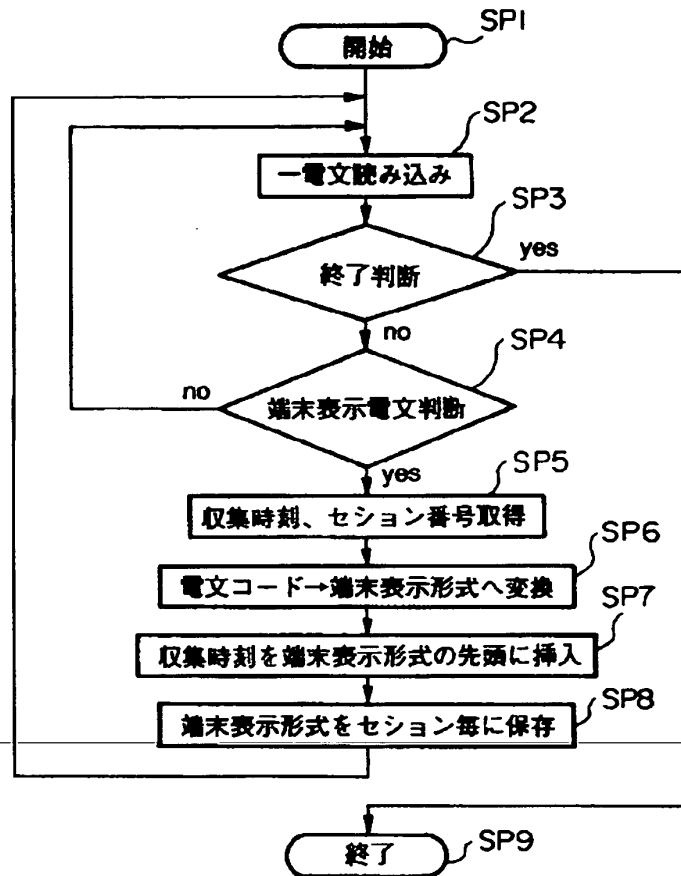 開始
SP1
SP2
一電文読み込み
SP3
終了判断
yes
no
SP4
no
端末表示電文判断
yes
SP5
収集時刻、セション番号取得
SP6
電文コード→端末表示形式へ変換
SP7
収集時刻を端末表示形式の先頭に挿入
SP8
端末表示形式をセション毎に保存
終了
SP9